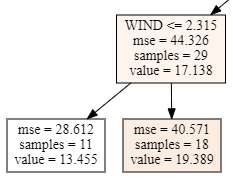 WIND <= 2.315
mse = 44.326
samples = 29
value = 17.138
mse = 28.612
samples = 11
value = 13.455
mse = 40.571
samples = 18
value = 19.389